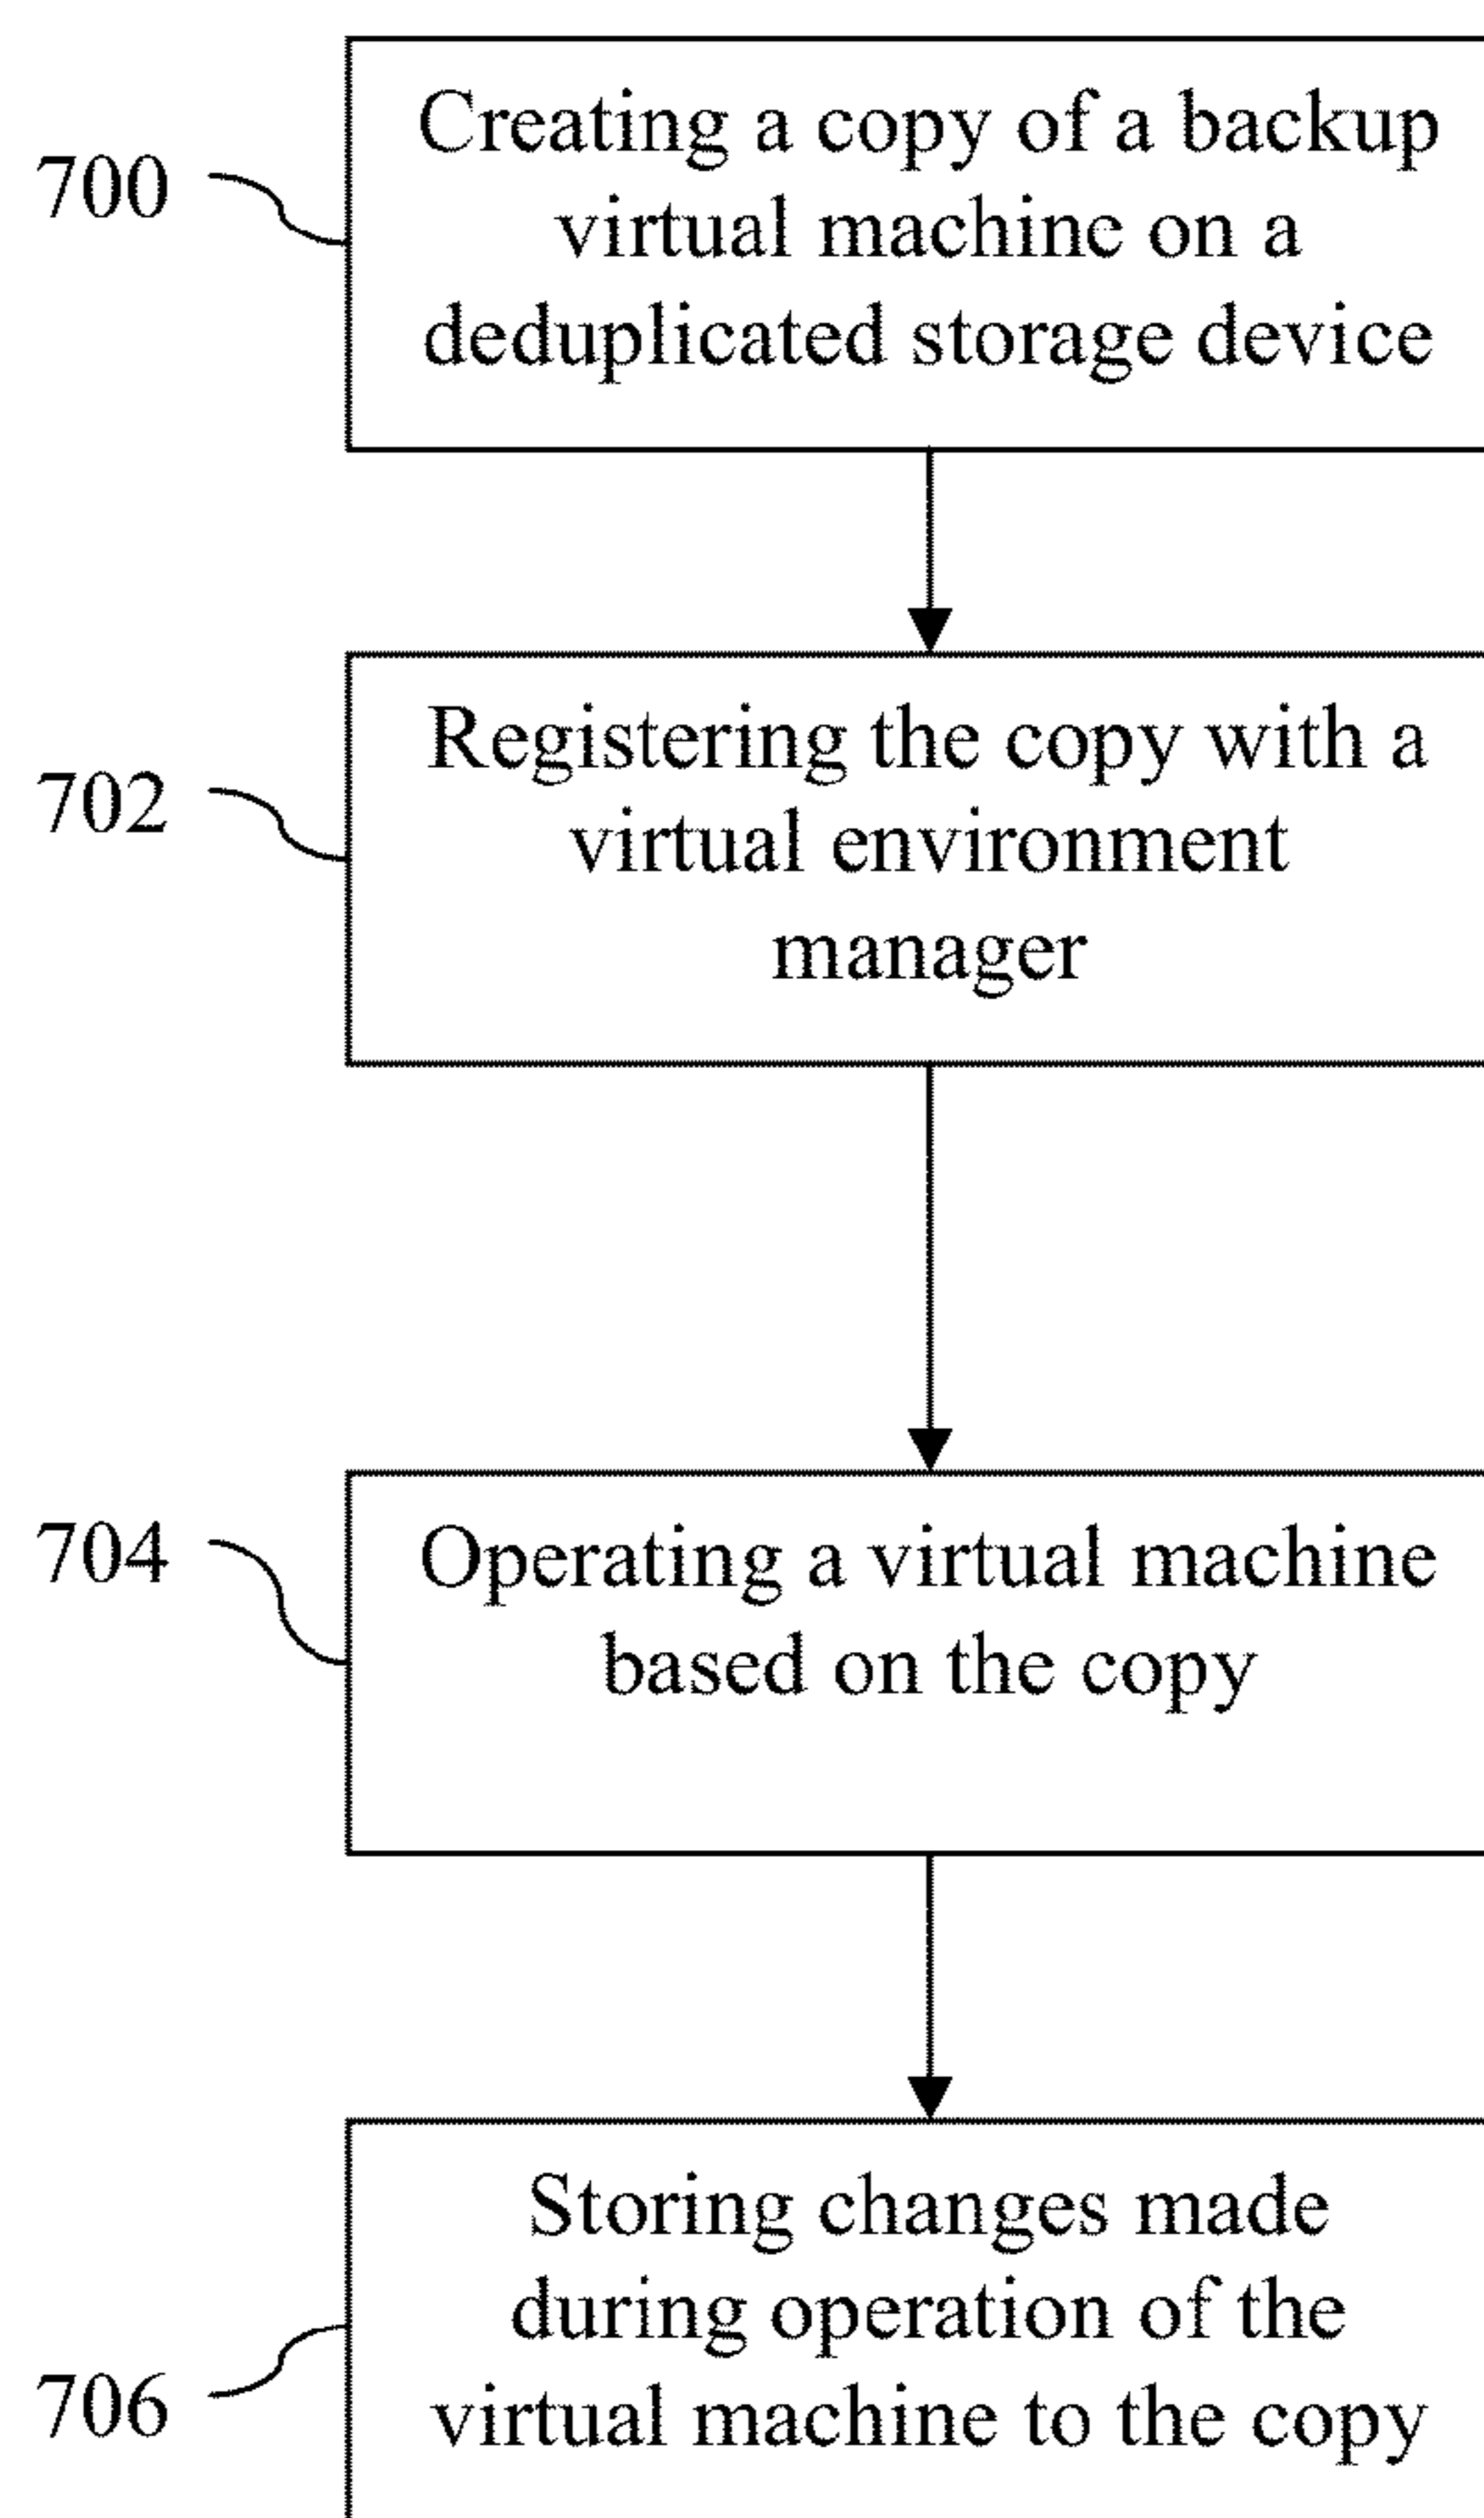 700
Creating a copy of a backup
virtual machine on a
deduplicated storage device
702
Registering the copy with a
virtual environment
manager
704
Operating a virtual machine
based on the copy
706
Storing changes made
during operation of the
virtual machine to the copy